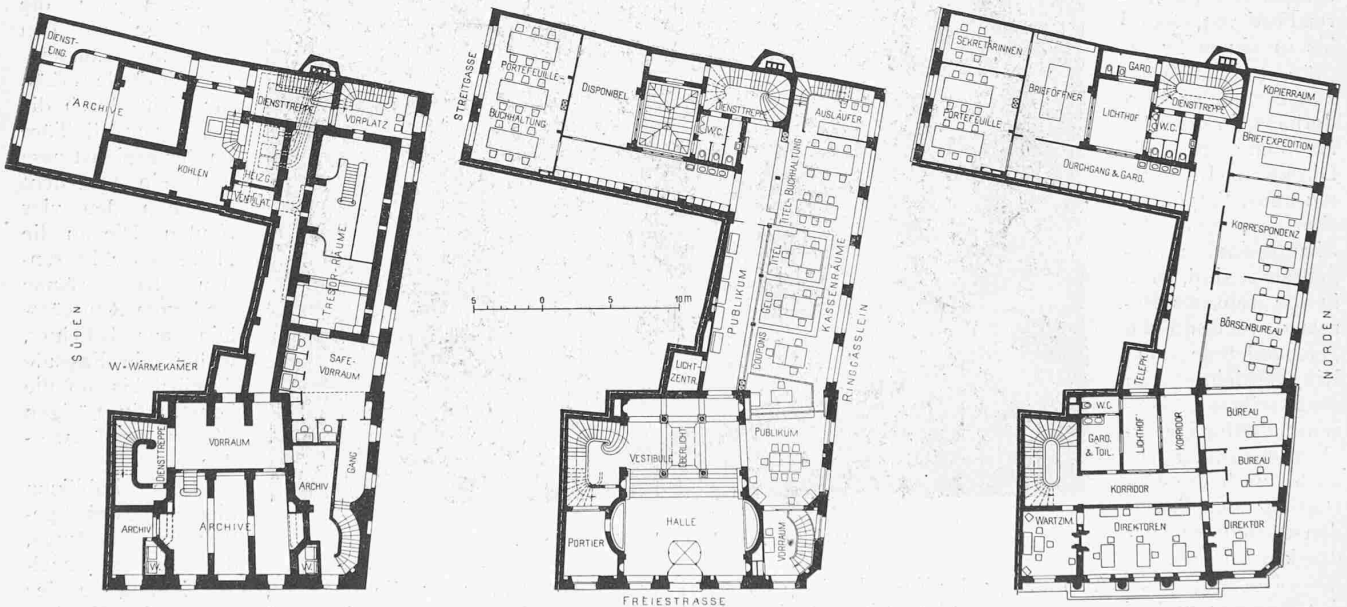 DIENST-
EING.
ARCHIVE
DIENSTTREPPE
VORPLATZ
KOHLEN
HEIZG.
VENTILAT.
TRESOR-RÄUME
SÜDEN
W=WÄRMEKAMER
SAFE-
VORRAUM
DIENSTTREPPE
VORRAUM
GANG
ARCHIV
ARCHIV
ARCHIVE
W.
W.
STREITGASSE
PORTEFEUILLE-
BUCHHALTUNG
DISPONIBEL
DIENSTTREPPE
W.C.
AUSLÄUFER
TITEL-BUCHHALTUNG
TITEL
GELD
COUPONS
KASSENRÄUME
PUBLIKUM
RINGGÄSSLEIN
5 0 5 10 m
LICHT-
ZENTR.
VESTIBULE
OBERLICHT
PUBLIKUM
HALLE
PORTIER
VORRAUM
FREIESTRASSE
SEKRETÄRINNEN
PORTEFEUILLE
BRIEFÖFFNER
GARD.
LICHTHOF
W.C.
DIENSTTREPPE
KOPIERRAUM
BRIEFEXPEDITION
DURCHGANG & GARD.
KORRESPONDENZ
BÖRSENBUREAU
NORDEN
TELEPH.
W.C.
GARD.
& TOIL.
LICHTHOF
KORRIDOR
BUREAU
BUREAU
KORRIDOR
WARTZIM.
DIREKTOREN
DIREKTOR